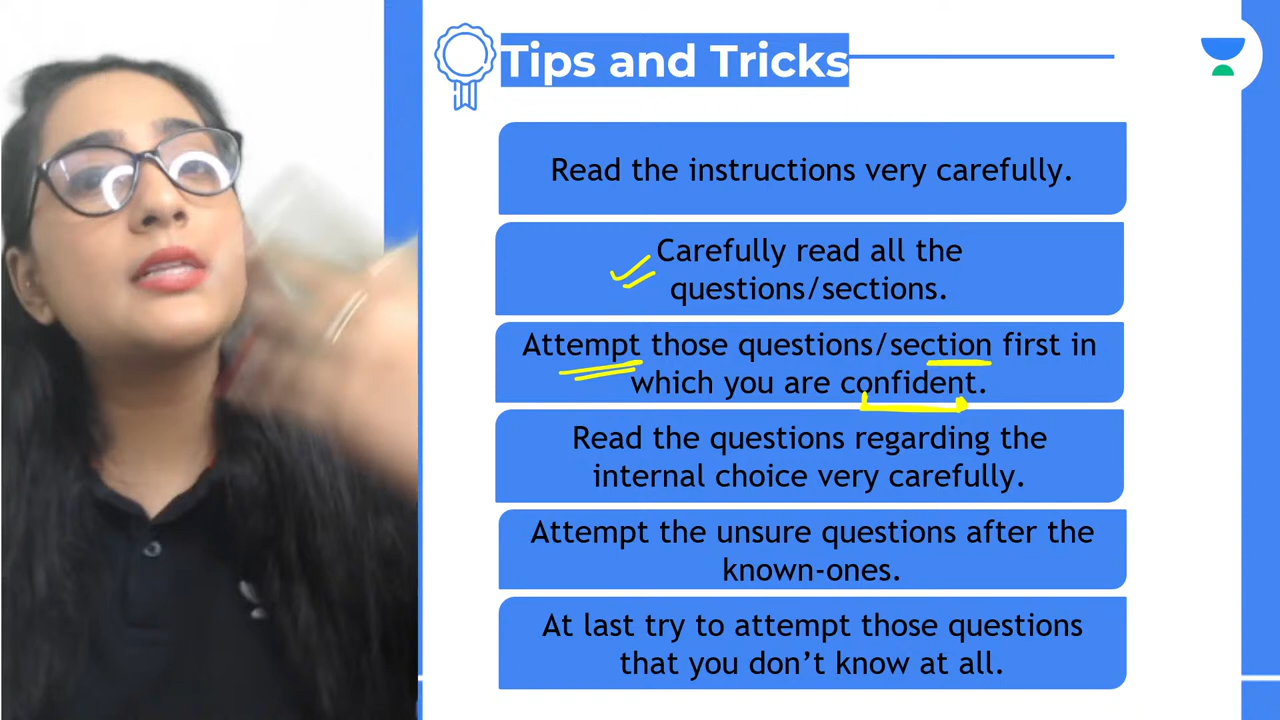 Tips and Tricks
Read the instructions very carefully.
Carefully read all the
questions/sections.
Attempt those questions/section first in
which you are confident.
Read the questions regarding the
internal choice very carefully.
Attempt the unsure questions after the
known-ones.
At last try to attempt those questions
that you don’t know at all.